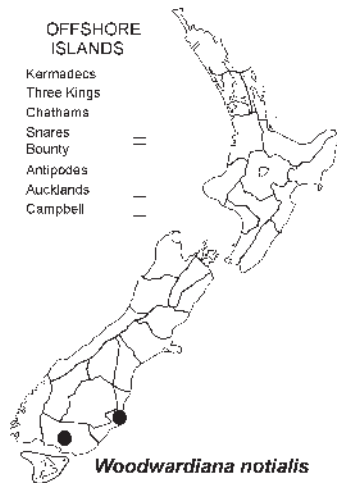 OFFSHORE
ISLANDS
Kermadecs
Three Kings
Chathams
Snares
Bounty
Antipodes
Aucklands
Campbell
Woodwardiana notialis